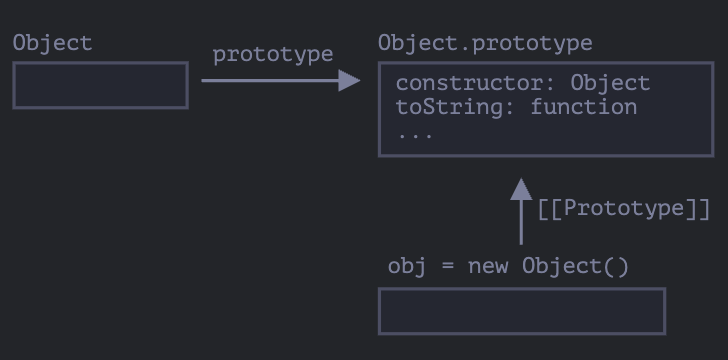 Object
prototype
Object.prototype
constructor: Object
toString: function
...
[[Prototype]]
obj = new Object()